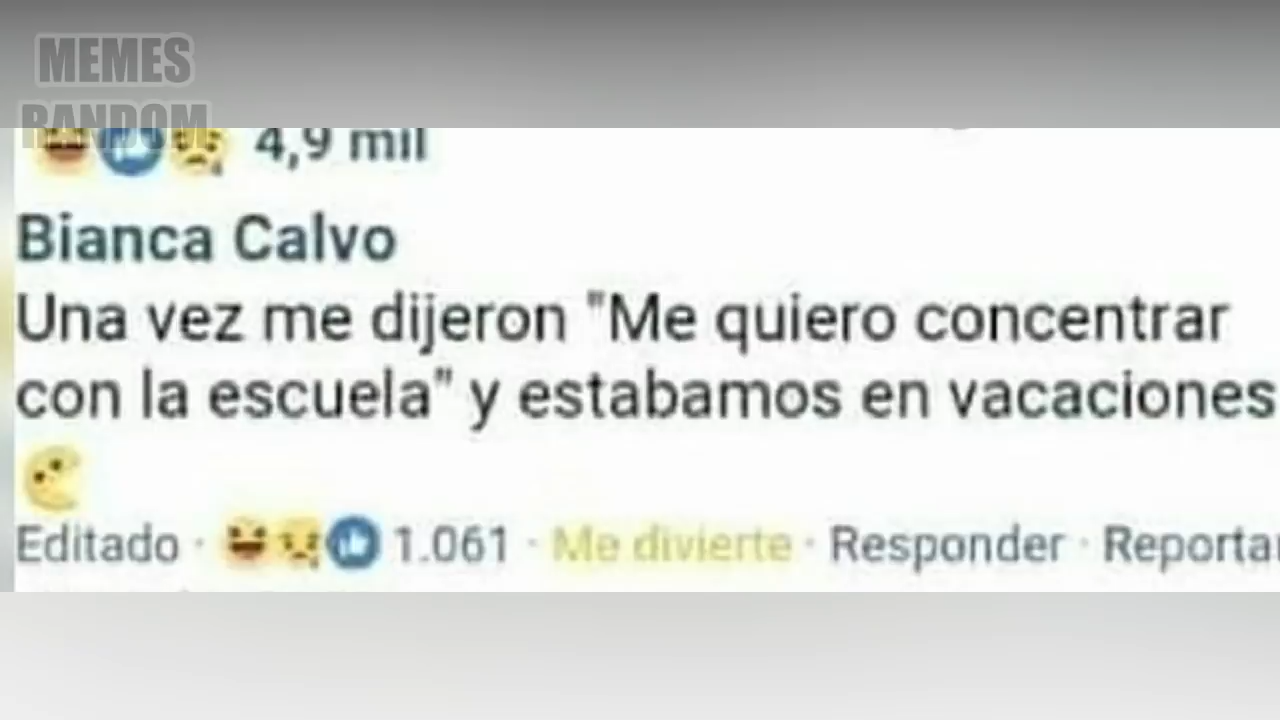 MEMES
RANDOM
4,9 mil
Bianca Calvo
Una vez me dijeron "Me quiero concentrar
con la escuela" y estabamos en vacaciones
Editado · 1.061 · Me divierte · Responder · Reportar